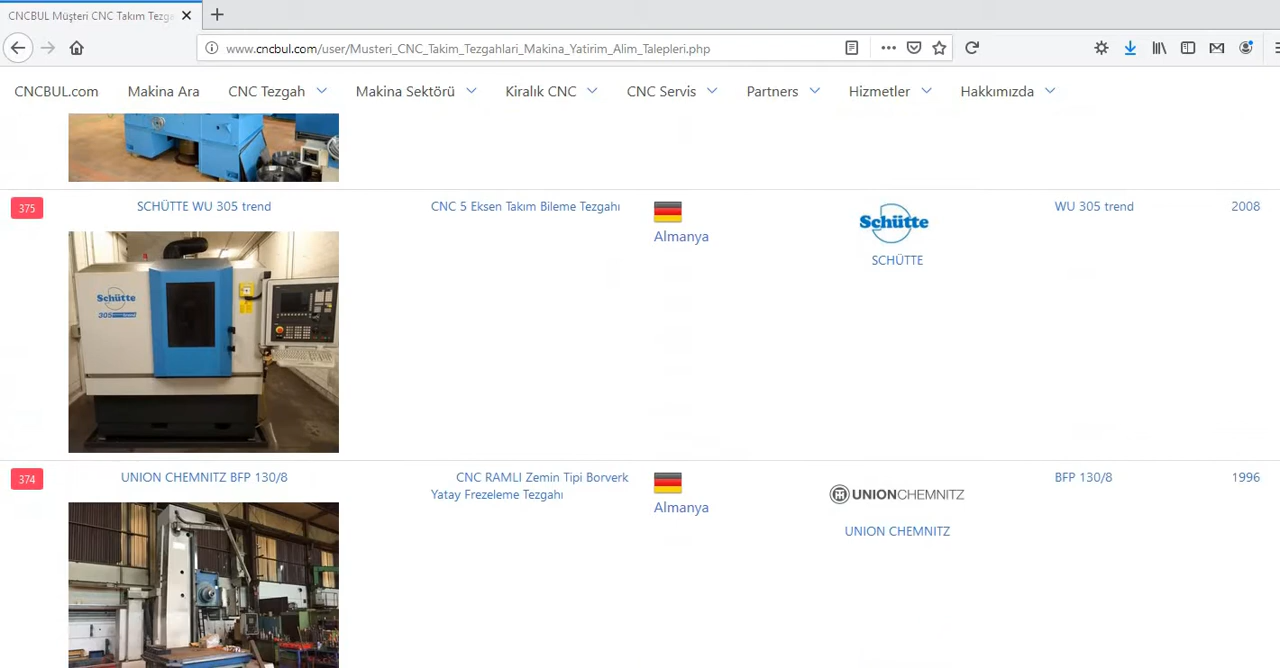 CNCBUL Müşteri CNC Takım Tezga
www.cncbul.com/user/Musteri_CNC_Takim_Tezgahlari_Makina_Yatirim_Alim_Talepleri.php
CNCBUL.com Makina Ara CNC Tezgah Makina Sektörü Kiralık CNC CNC Servis Partners Hizmetler Hakkımızda
375 SCHÜTTE WU 305 trend CNC 5 Eksen Takım Bileme Tezgahı Schütte WU 305 trend 2008
Almanya
SCHÜTTE
Schütte
305 trend
374 UNION CHEMNITZ BFP 130/8 CNC RAMLI Zemin Tipi Borverk BFP 130/8 1996
Yatay Frezeleme Tezgahı UNIONCHEMNITZ
Almanya
UNION CHEMNITZ